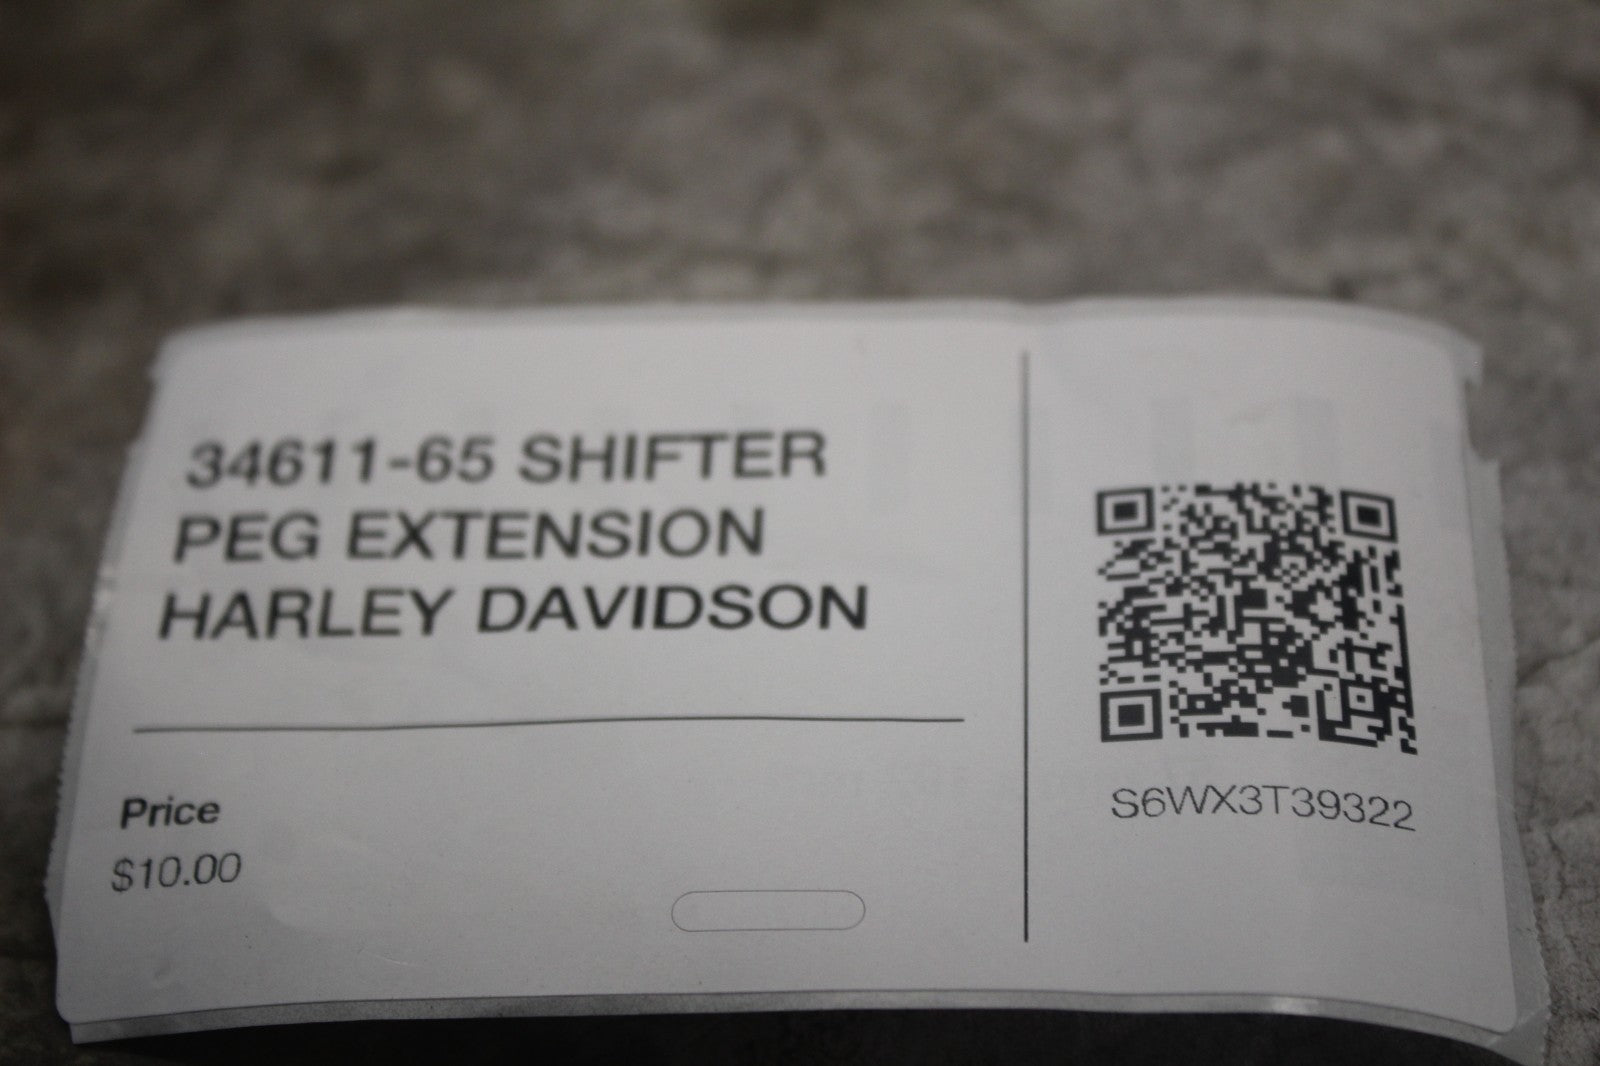 34611-65 SHIFTER
PEG EXTENSION
HARLEY DAVIDSON
Price
$10.00
S6WX3T39322